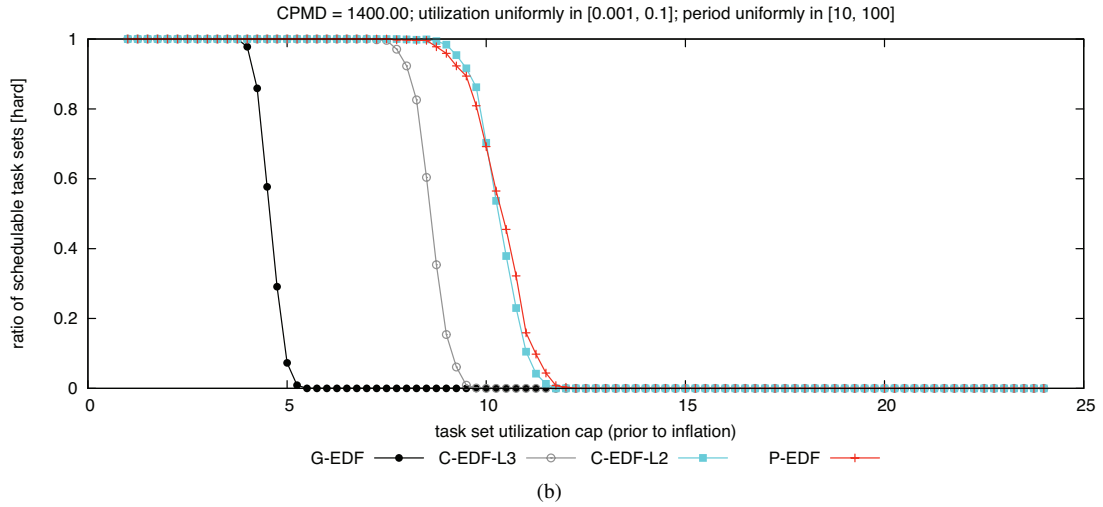 CPMD = 1400.00; utilization uniformly in [0.001, 0.1]; period uniformly in [10, 100]
ratio of schedulable task sets [hard]
1
0.8
0.6
0.4
0.2
0
0 5 10 15 20 25
task set utilization cap (prior to inflation)
G-EDF C-EDF-L3 C-EDF-L2 P-EDF
(b)